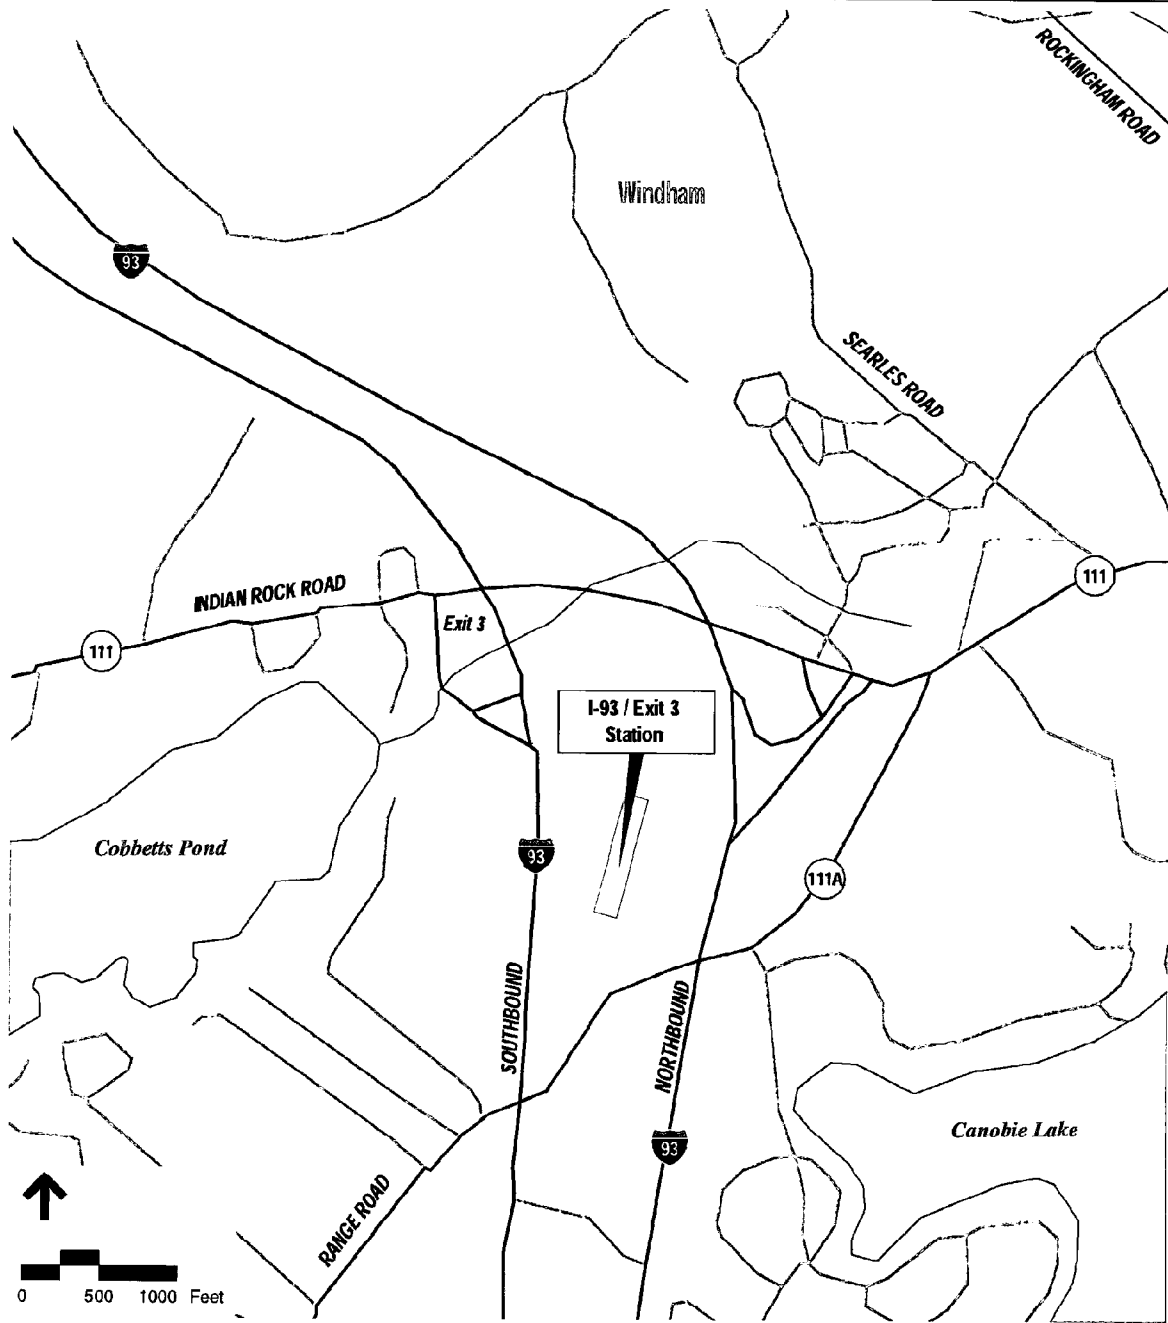 ROCKINGHAM ROAD
Windham
93
SEARLES ROAD
INDIAN ROCK ROAD
111
Exit 3
111
I-93 / Exit 3
Station
Cobbetts Pond
93
111A
SOUTHBOUND
NORTHBOUND
Canobie Lake
93
RANGE ROAD
0 500 1000 Feet